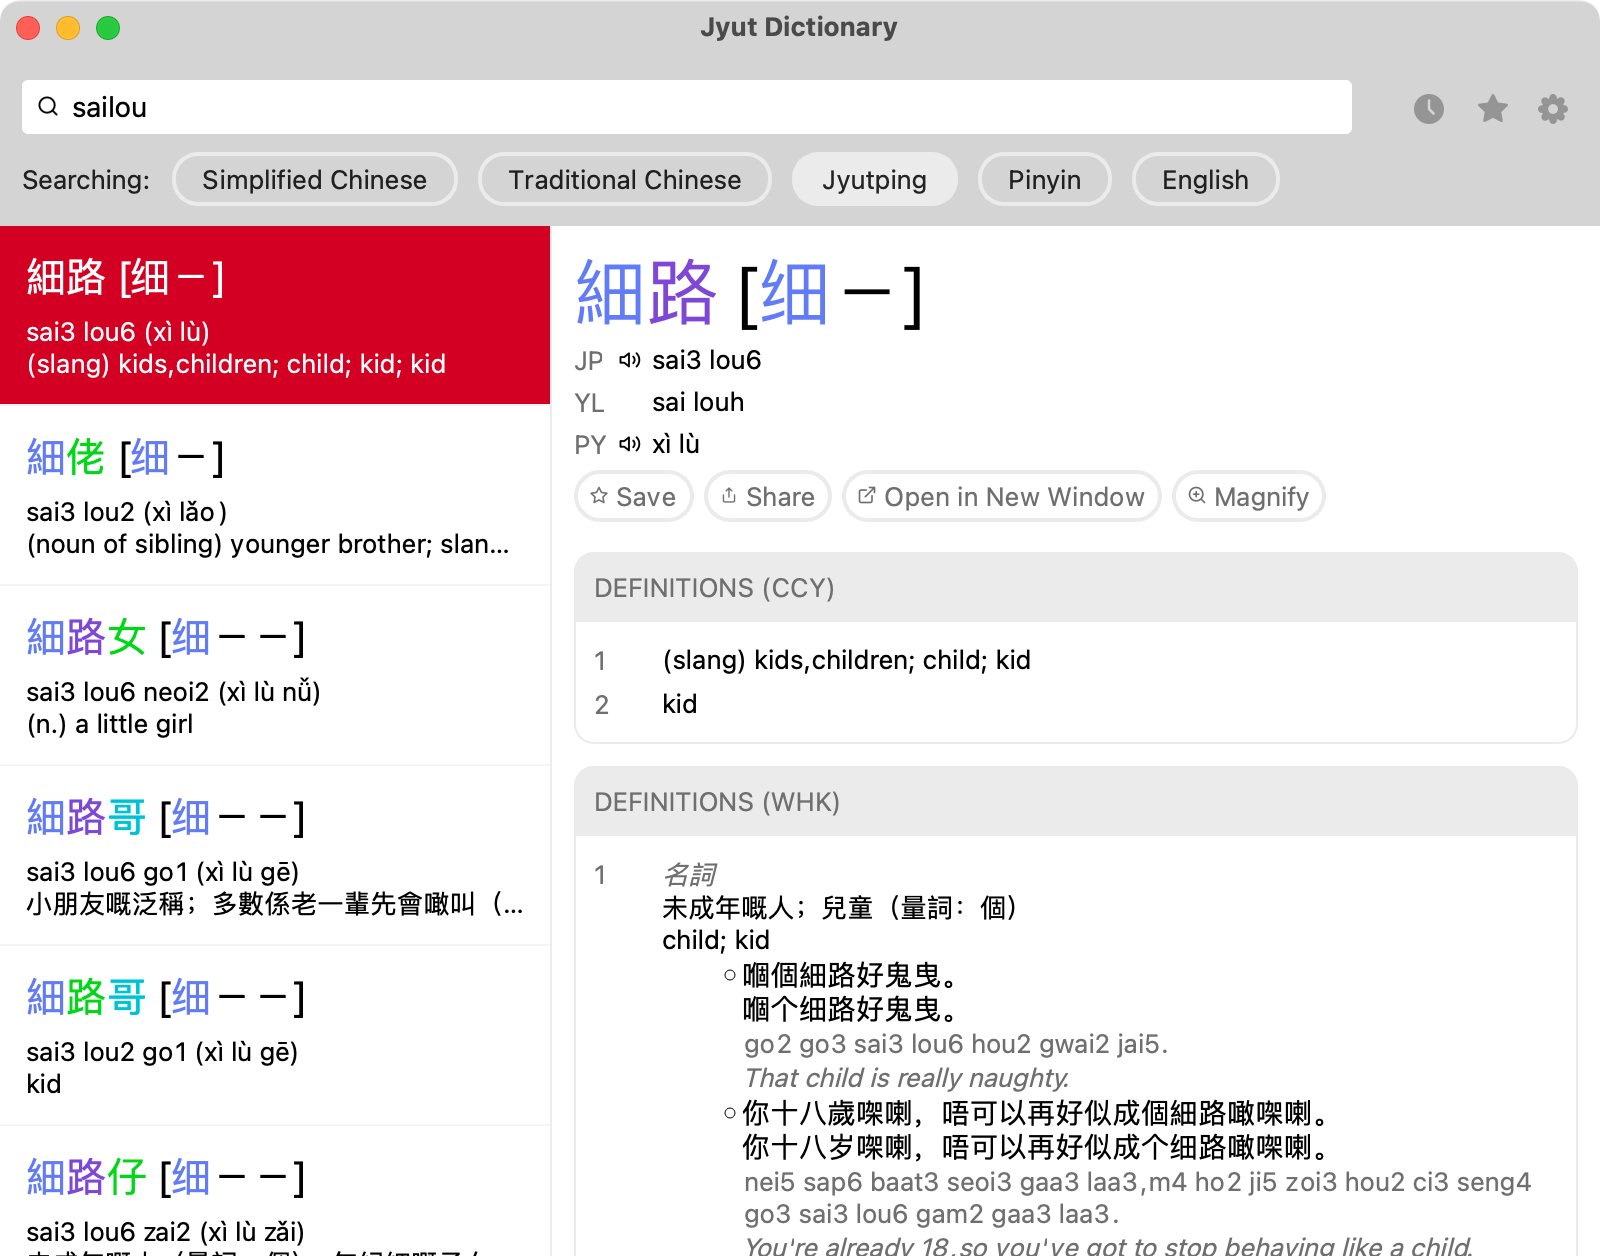 Jyut Dictionary
sailou
Searching: Simplified Chinese Traditional Chinese Jyutping Pinyin English
細路 [细－]
sai3 lou6 (xì lù)
(slang) kids,children; child; kid; kid
細佬 [细－]
sai3 lou2 (xì lǎo)
(noun of sibling) younger brother; slan...
細路女 [细－－]
sai3 lou6 neoi2 (xì lù nǚ)
(n.) a little girl
細路哥 [细－－]
sai3 lou6 go1 (xì lù gē)
小朋友嘅泛稱；多數係老一輩先會噉叫（...
細路哥 [细－－]
sai3 lou2 go1 (xì lù gē)
kid
細路仔 [细－－]
sai3 lou6 zai2 (xì lù zǎi)
細路 [细－]
JP sai3 lou6
YL sai louh
PY xì lù
Save Share Open in New Window Magnify
DEFINITIONS (CCY)
1 (slang) kids,children; child; kid
2 kid
DEFINITIONS (WHK)
1 名詞
未成年嘅人；兒童（量詞：個）
child; kid
嗰個細路好鬼曳。
嗰个细路好鬼曳。
go2 go3 sai3 lou6 hou2 gwai2 jai5.
That child is really naughty.
你十八歲㗎喇，唔可以再好似成個細路噉㗎喇。
你十八岁㗎喇，唔可以再好似成个细路噉㗎喇。
nei5 sap6 baat3 seoi3 gaa3 laa3,m4 ho2 ji5 zoi3 hou2 ci3 seng4
go3 sai3 lou6 gam2 gaa3 laa3.
You're already 18,so you've got to stop behaving like a child.